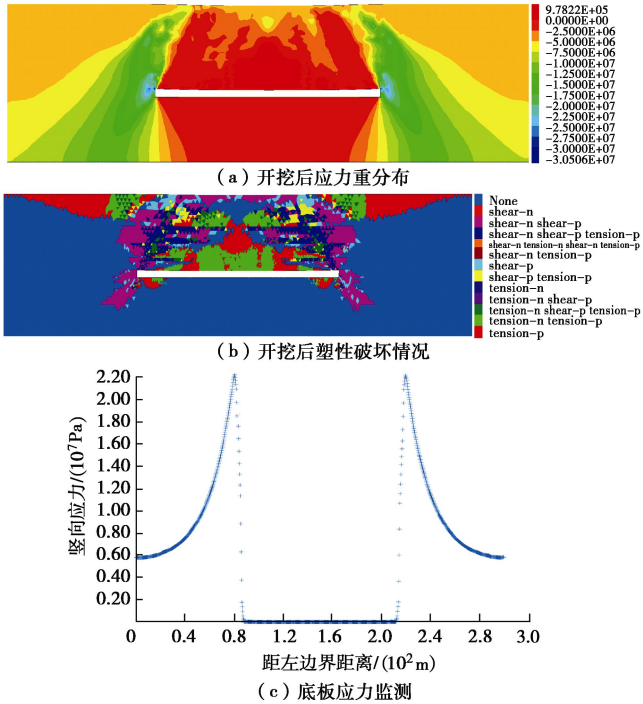 9.7822E+05
0.0000E+00
-2.5000E+06
-5.0000E+06
-7.5000E+06
-1.0000E+07
-1.2500E+07
-1.5000E+07
-1.7500E+07
-2.0000E+07
-2.2500E+07
-2.5000E+07
-2.7500E+07
-3.0000E+07
-3.0506E+07
(a) 开挖后应力重分布
None
shear-n
shear-n shear-p
shear-n shear-p tension-p
shear-n tension-n shear-n tension-p
shear-n tension-p
shear-p
shear-p tension-p
tension-n
tension-n shear-p
tension-n shear-p tension-p
tension-n tension-p
tension-p
(b) 开挖后塑性破坏情况
2.20
2.00
1.80
1.60
1.40
1.20
1.00
0.80
0.60
0.40
0.20
竖向应力/(10⁷Pa)
0 0.4 0.8 1.2 1.6 2.0 2.4 2.8 3.0
距左边界距离/(10²m)
(c) 底板应力监测